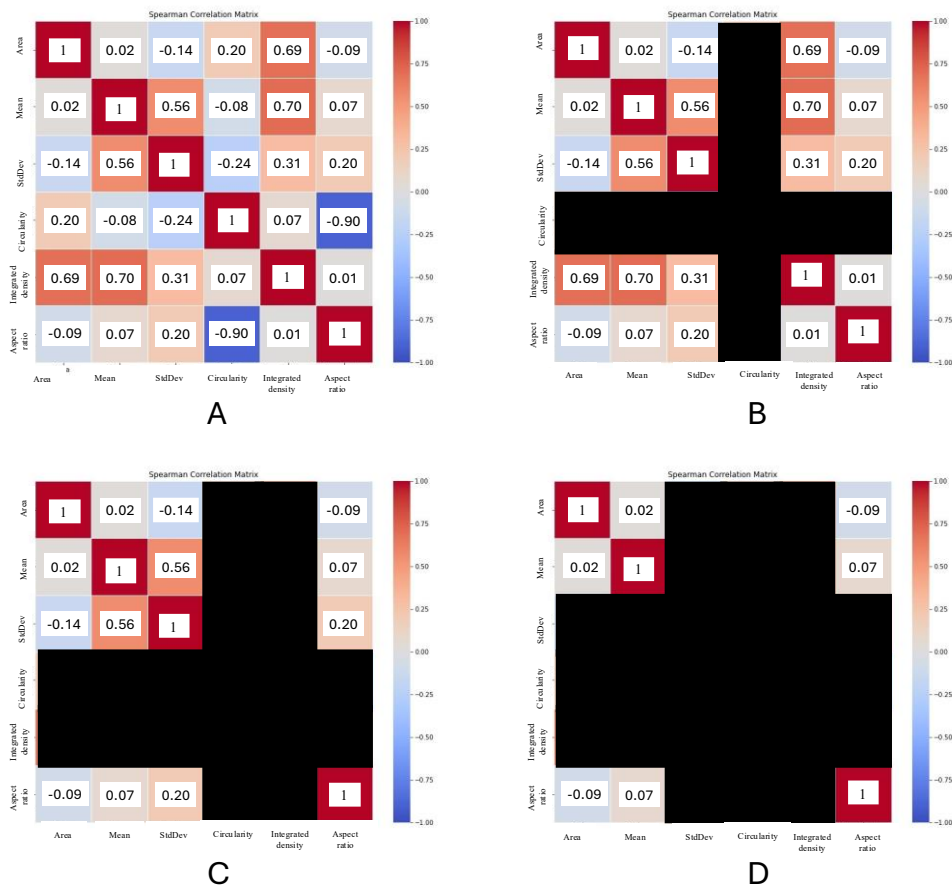 Spearman Correlation Matrix
Area 1 0.02 -0.14 0.20 0.69 -0.09
Mean 0.02 1 0.56 -0.08 0.70 0.07
StdDev -0.14 0.56 1 -0.24 0.31 0.20
Circularity 0.20 -0.08 -0.24 1 0.07 -0.90
Integrated density 0.69 0.70 0.31 0.07 1 0.01
Aspect ratio -0.09 0.07 0.20 -0.90 0.01 1
a
Area Mean StdDev Circularity Integrated density Aspect ratio
1.00
0.75
0.50
0.25
0.00
−0.25
−0.50
−0.75
−1.00
A
Spearman Correlation Matrix
Area 1 0.02 -0.14 0.69 -0.09
Mean 0.02 1 0.56 0.70 0.07
StdDev -0.14 0.56 1 0.31 0.20
Circularity
Integrated density 0.69 0.70 0.31 1 0.01
Aspect ratio -0.09 0.07 0.20 0.01 1
Area Mean StdDev Circularity Integrated density Aspect ratio
1.00
0.75
0.50
0.25
0.00
−0.25
−0.50
−0.75
−1.00
B
Spearman Correlation Matrix
Area 1 0.02 -0.14 -0.09
Mean 0.02 1 0.56 0.07
StdDev -0.14 0.56 1 0.20
Circularity
Integrated density
Aspect ratio -0.09 0.07 0.20 1
Area Mean StdDev Circularity Integrated density Aspect ratio
1.00
0.75
0.50
0.25
0.00
−0.25
−0.50
−0.75
−1.00
C
Spearman Correlation Matrix
Area 1 0.02 -0.09
Mean 0.02 1 0.07
StdDev
Circularity
Integrated density
Aspect ratio -0.09 0.07 1
Area Mean StdDev Circularity Integrated density Aspect ratio
1.00
0.75
0.50
0.25
0.00
−0.25
−0.50
−0.75
−1.00
D